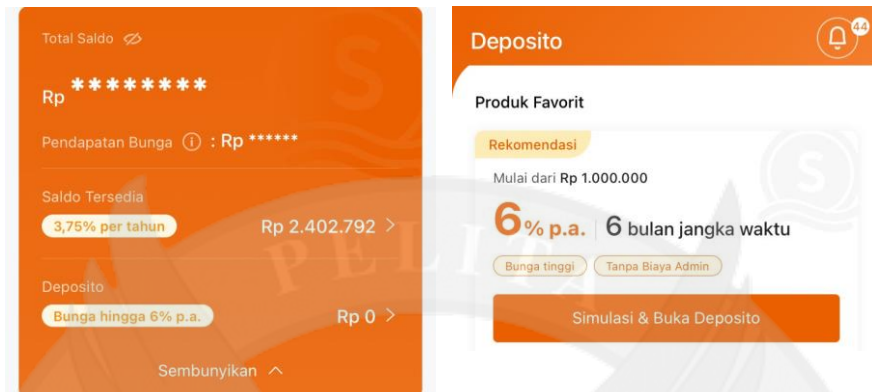 Total Saldo
Rp ********
Pendapatan Bunga ⓘ : Rp ******
Saldo Tersedia
3,75% per tahun Rp 2.402.792 >
Deposito
Bunga hingga 6% p.a. Rp 0 >
Sembunyikan
Deposito
44
Produk Favorit
Rekomendasi
Mulai dari Rp 1.000.000
6% p.a. | 6 bulan jangka waktu
Bunga tinggi Tanpa Biaya Admin
Simulasi & Buka Deposito
PELITA